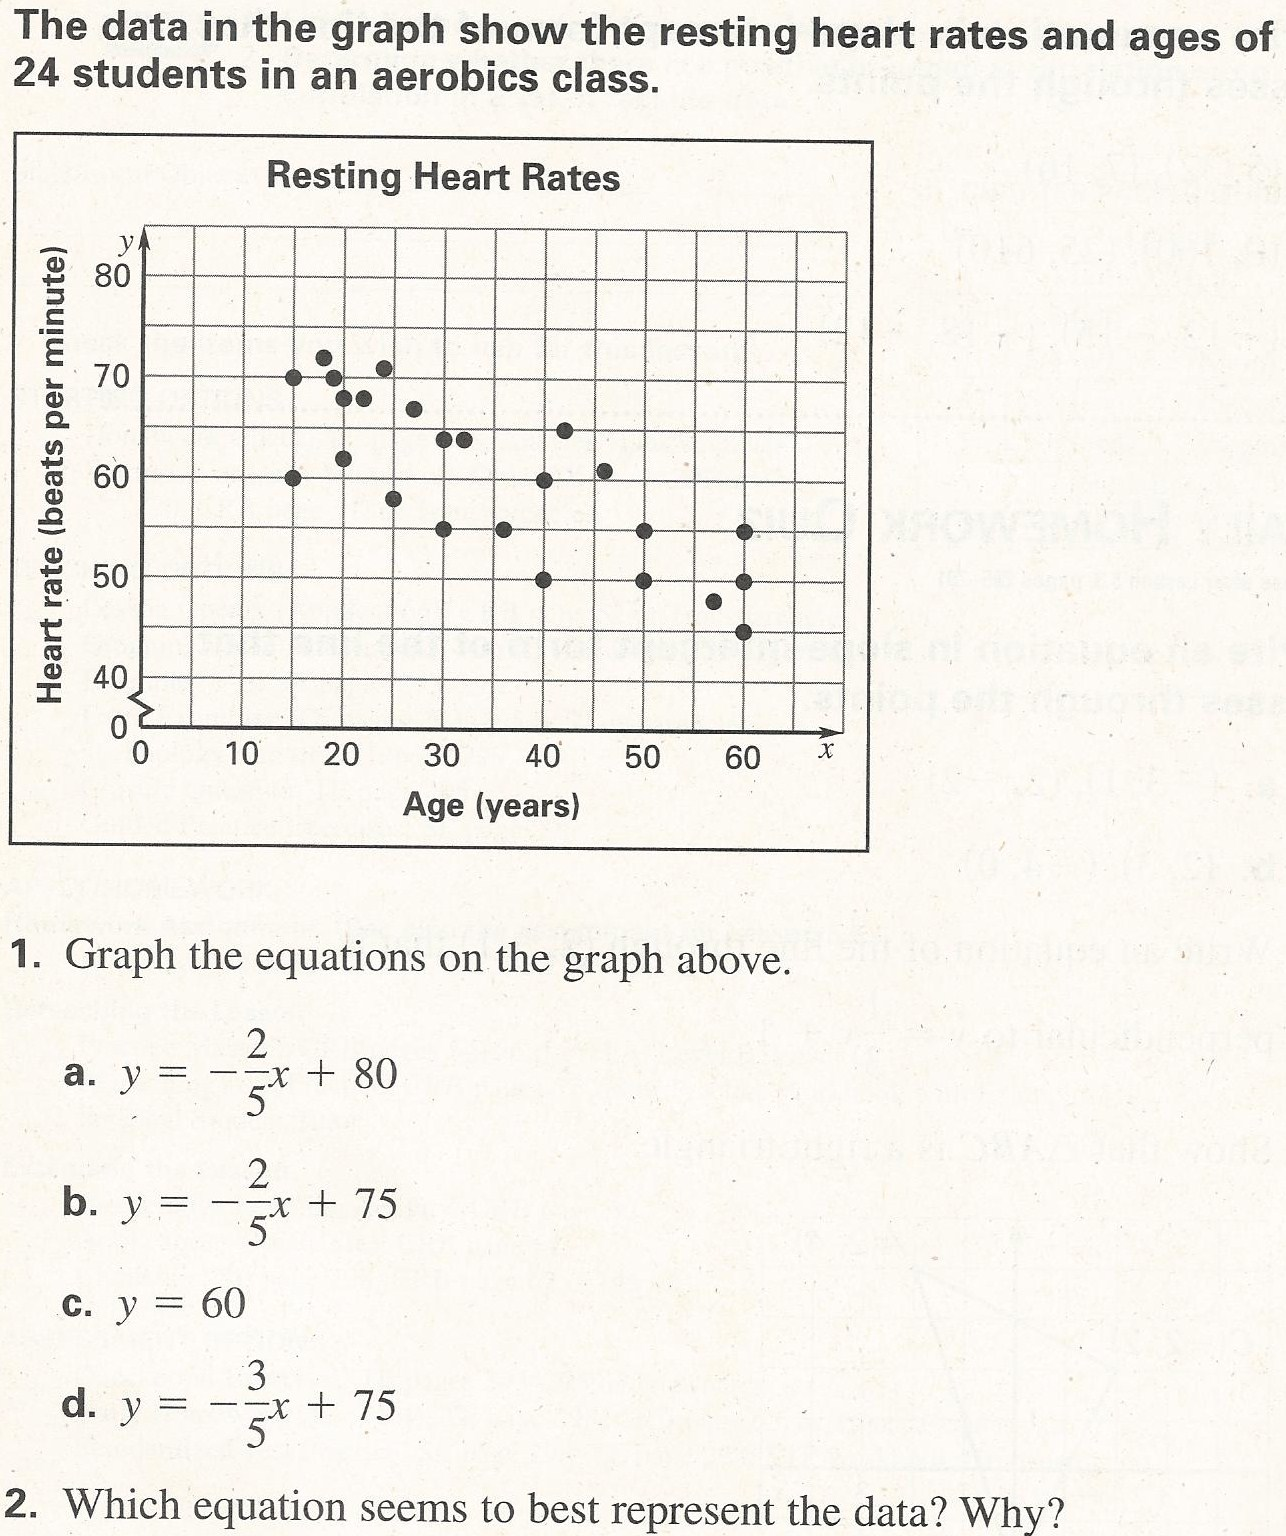 The data in the graph show the resting heart rates and ages of
24 students in an aerobics class.
Resting Heart Rates
Heart rate (beats per minute)
y
80
70
60
50
40
0
0 10 20 30 40 50 60 x
Age (years)
1. Graph the equations on the graph above.
a. y = -2/5x + 80
b. y = -2/5x + 75
c. y = 60
d. y = -3/5x + 75
2. Which equation seems to best represent the data? Why?